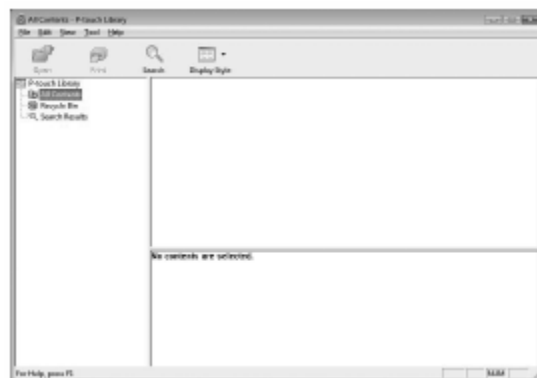 All Contents - P-touch Library
File Edit View Tool Help
Open Print Search Display Style
P-touch Library
All Contents
Recycle Bin
Search Results
No contents are selected.
For Help, press F1
NUM